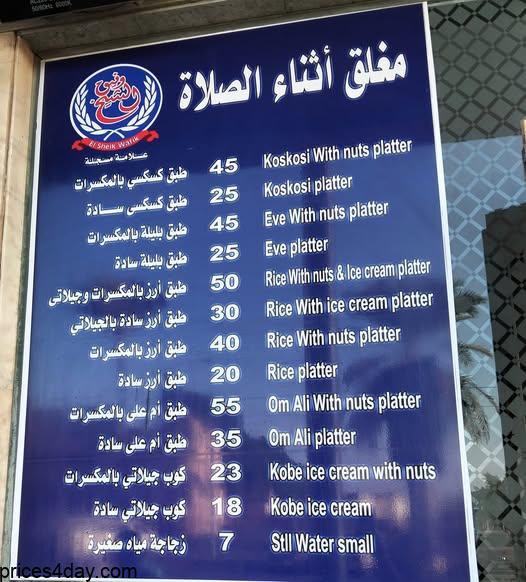 مغلق أثناء الصلاة
وفيق
الشيخ
El Sheik Wafik
علامة مسجلة
طبق كسكسي بالمكسرات 45 Koskosi With nuts platter
طبق كسكسى ســـادة 25 Koskosi platter
طبق بليلة بالمكسرات 45 Eve With nuts platter
طبق بليلة سادة 25 Eve platter
طبق أرز بالمكسرات وجيلاتى 50 Rice With nuts & Ice cream platter
طبق أرز سادة بالجيلاتي 30 Rice With ice cream platter
طبق أرز بالمكسرات 40 Rice With nuts platter
طبق أرز سادة 20 Rice platter
طبق أم على بالمكسرات 55 Om Ali With nuts platter
طبق أم على سادة 35 Om Ali platter
كوب جيلاتي بالمكسرات 23 Kobe ice cream with nuts
كوب جيلاتي سادة 18 Kobe ice cream
زجاجة مياه صغيرة 7 Stll Water small
prices4day.com